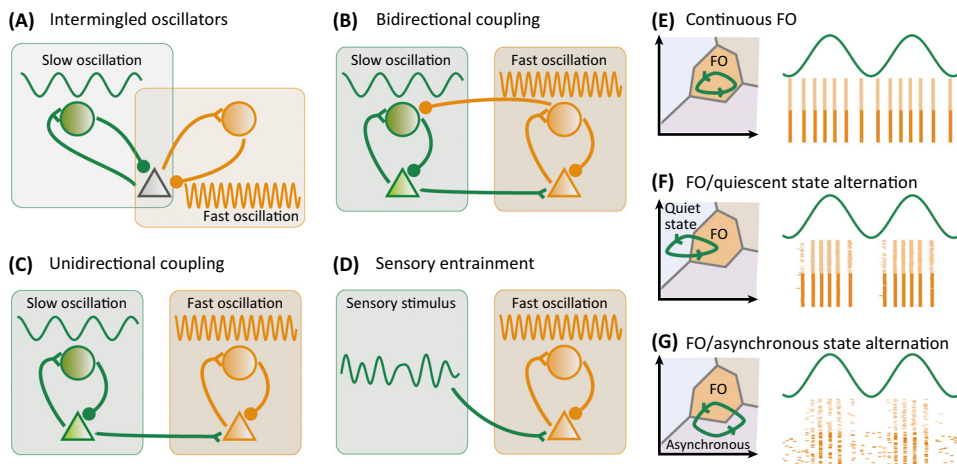 (A) Intermingled oscillators
Slow oscillation
Fast oscillation
(B) Bidirectional coupling
Slow oscillation
Fast oscillation
(C) Unidirectional coupling
Slow oscillation
Fast oscillation
(D) Sensory entrainment
Sensory stimulus
Fast oscillation
(E) Continuous FO
FO
(F) FO/quiescent state alternation
Quiet
state
FO
(G) FO/asynchronous state alternation
FO
Asynchronous